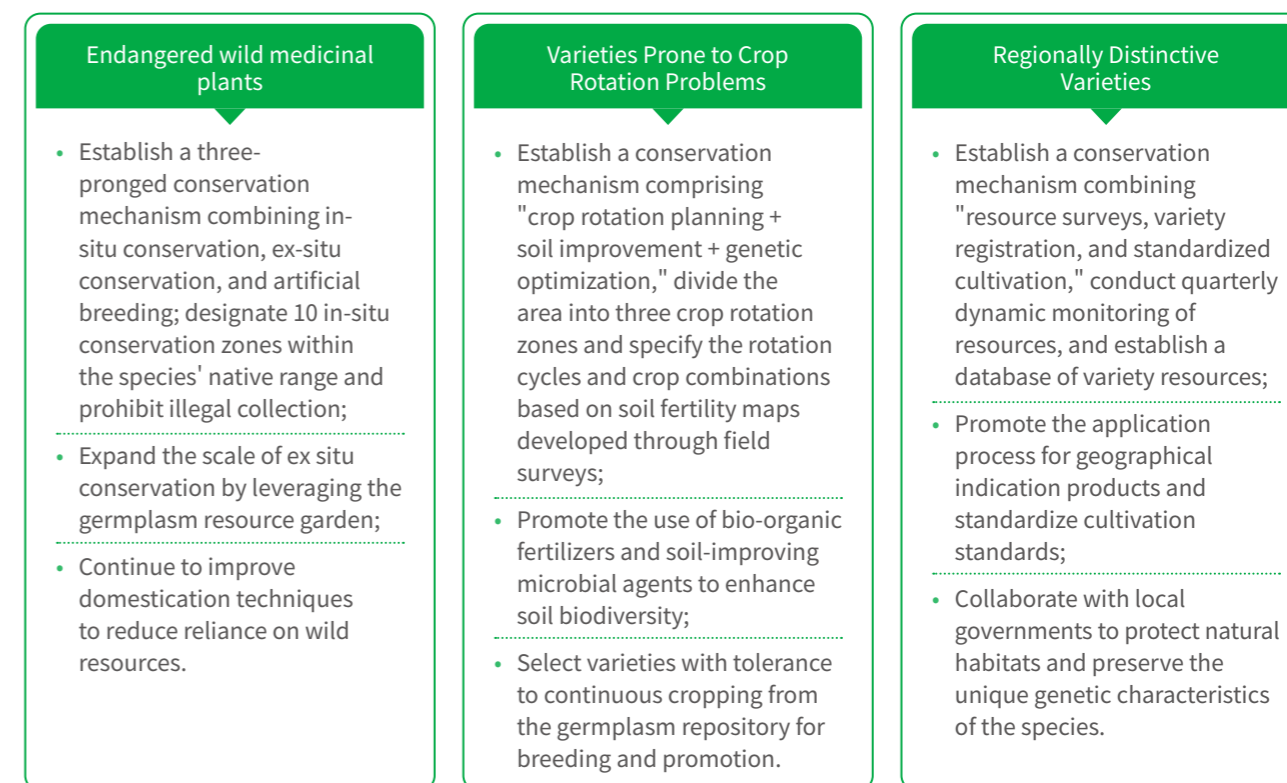 Endangered wild medicinal
plants
• Establish a three-
pronged conservation
mechanism combining in-
situ conservation, ex-situ
conservation, and artificial
breeding; designate 10 in-situ
conservation zones within
the species' native range and
prohibit illegal collection;
• Expand the scale of ex situ
conservation by leveraging the
germplasm resource garden;
• Continue to improve
domestication techniques
to reduce reliance on wild
resources.
Varieties Prone to Crop
Rotation Problems
• Establish a conservation
mechanism comprising
"crop rotation planning +
soil improvement + genetic
optimization," divide the
area into three crop rotation
zones and specify the rotation
cycles and crop combinations
based on soil fertility maps
developed through field
surveys;
• Promote the use of bio-organic
fertilizers and soil-improving
microbial agents to enhance
soil biodiversity;
• Select varieties with tolerance
to continuous cropping from
the germplasm repository for
breeding and promotion.
Regionally Distinctive
Varieties
• Establish a conservation
mechanism combining
"resource surveys, variety
registration, and standardized
cultivation," conduct quarterly
dynamic monitoring of
resources, and establish a
database of variety resources;
• Promote the application
process for geographical
indication products and
standardize cultivation
standards;
• Collaborate with local
governments to protect natural
habitats and preserve the
unique genetic characteristics
of the species.